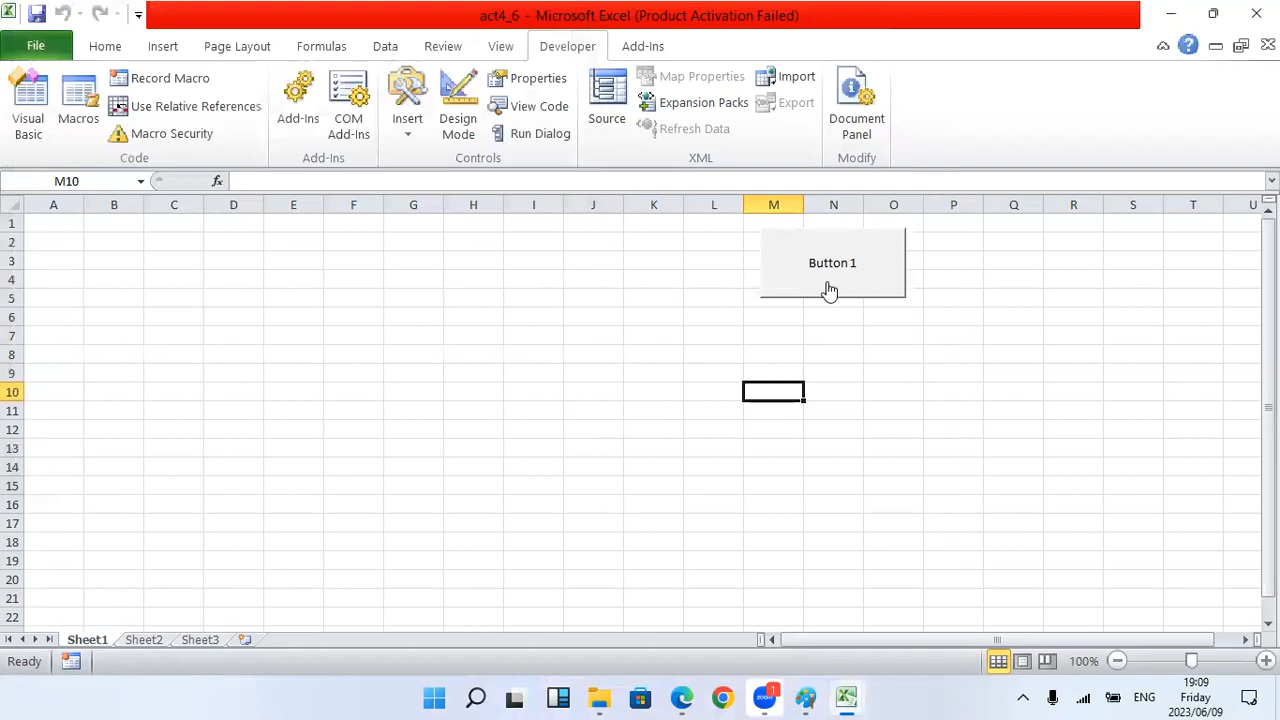 act4_6 - Microsoft Excel (Product Activation Failed)
File Home Insert Page Layout Formulas Data Review View Developer Add-Ins
Visual Basic
Macros
Record Macro
Use Relative References
Macro Security
Code
Add-Ins
COM Add-Ins
Add-Ins
Insert
Design Mode
Properties
View Code
Run Dialog
Controls
Source
Map Properties
Expansion Packs
Refresh Data
Import
Export
XML
Document Panel
Modify
M10
fx
A B C D E F G H I J K L M N O P Q R S T U
1
2
3
Button 1
4
5
6
7
8
9
10
11
12
13
14
15
16
17
18
19
20
21
22
Sheet1 Sheet2 Sheet3
Ready
100%
zoom
1
ENG
19:09
Friday
2023/06/09